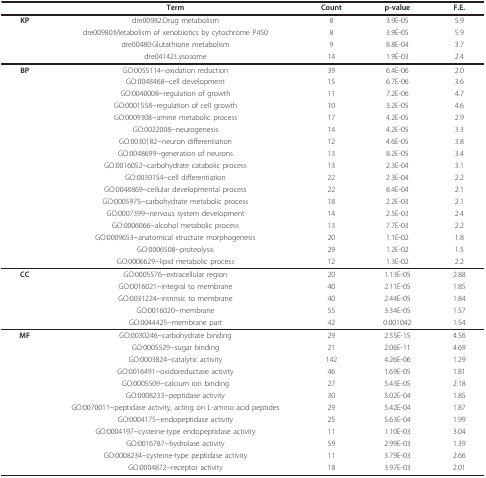 Term Count p-value F.E.
KP dre00982:Drug metabolism 8 3.9E-05 5.9
dre00980:Metabolism of xenobiotics by cytochrome P450 8 3.9E-05 5.9
dre00480:Glutathione metabolism 9 8.8E-04 3.7
dre04142:Lysosome 14 1.9E-03 2.4
BP GO:0055114~oxidation reduction 39 6.4E-06 2.0
GO:0048468~cell development 15 6.7E-06 3.6
GO:0040008~regulation of growth 11 7.2E-06 4.7
GO:0001558~regulation of cell growth 10 3.2E-05 4.6
GO:0009308~amine metabolic process 17 4.2E-05 2.9
GO:0022008~neurogenesis 14 4.2E-05 3.3
GO:0030182~neuron differentiation 12 4.6E-05 3.8
GO:0048699~generation of neurons 13 8.2E-05 3.4
GO:0016052~carbohydrate catabolic process 13 2.3E-04 3.1
GO:0030154~cell differentiation 22 2.3E-04 2.2
GO:0048869~cellular developmental process 22 8.4E-04 2.1
GO:0005975~carbohydrate metabolic process 18 2.2E-03 2.1
GO:0007399~nervous system development 14 2.5E-03 2.4
GO:0006066~alcohol metabolic process 13 7.7E-03 2.2
GO:0009653~anatomical structure morphogenesis 20 1.1E-02 1.8
GO:0006508~proteolysis 29 1.2E-02 1.5
GO:0006629~lipid metabolic process 12 1.3E-02 2.2
CC GO:0005576~extracellular region 20 1.13E-05 2.88
GO:0016021~integral to membrane 40 2.11E-05 1.85
GO:0031224~intrinsic to membrane 40 2.44E-05 1.84
GO:0016020~membrane 55 3.34E-05 1.57
GO:0044425~membrane part 42 0.001042 1.54
MF GO:0030246~carbohydrate binding 29 2.55E-15 4.56
GO:0005529~sugar binding 21 2.06E-11 4.69
GO:0003824~catalytic activity 142 4.26E-06 1.29
GO:0016491~oxidoreductase activity 46 1.69E-05 1.81
GO:0005509~calcium ion binding 27 5.43E-05 2.18
GO:0008233~peptidase activity 30 5.02E-04 1.85
GO:0070011~peptidase activity, acting on L-amino acid peptides 29 5.42E-04 1.87
GO:0004175~endopeptidase activity 25 5.63E-04 1.99
GO:0004197~cysteine-type endopeptidase activity 11 1.10E-03 3.04
GO:0016787~hydrolase activity 59 2.99E-03 1.39
GO:0008234~cysteine-type peptidase activity 11 3.79E-03 2.66
GO:0004872~receptor activity 18 3.97E-03 2.01